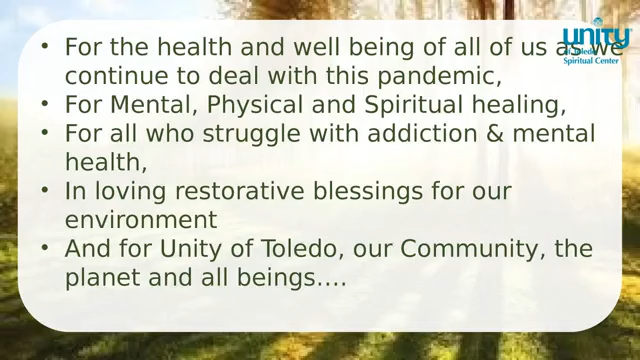 • For the health and well being of all of us as we
continue to deal with this pandemic,
• For Mental, Physical and Spiritual healing,
• For all who struggle with addiction & mental
health,
• In loving restorative blessings for our
environment
• And for Unity of Toledo, our Community, the
planet and all beings....
unity
of Toledo
Spiritual Center